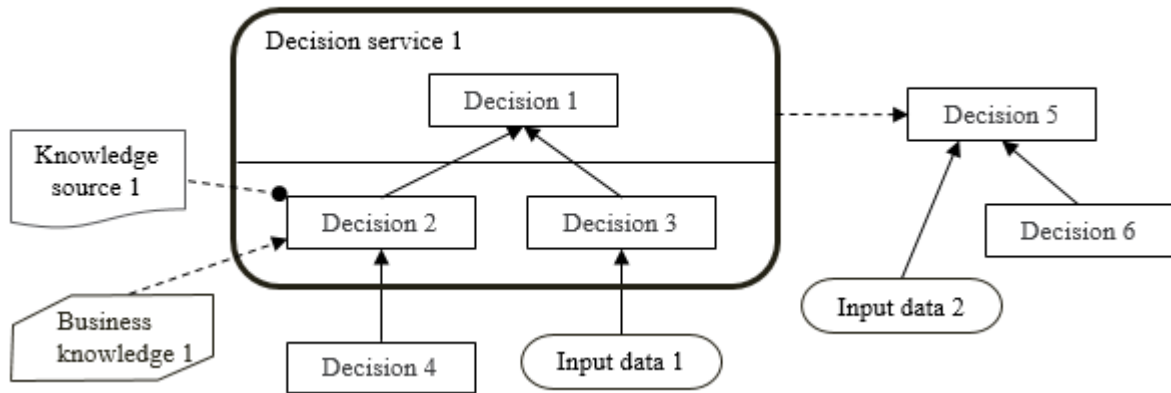 Decision service 1
Decision 1
Decision 5
Knowledge
source 1
Decision 2
Decision 3
Decision 6
Business
knowledge 1
Input data 2
Decision 4
Input data 1